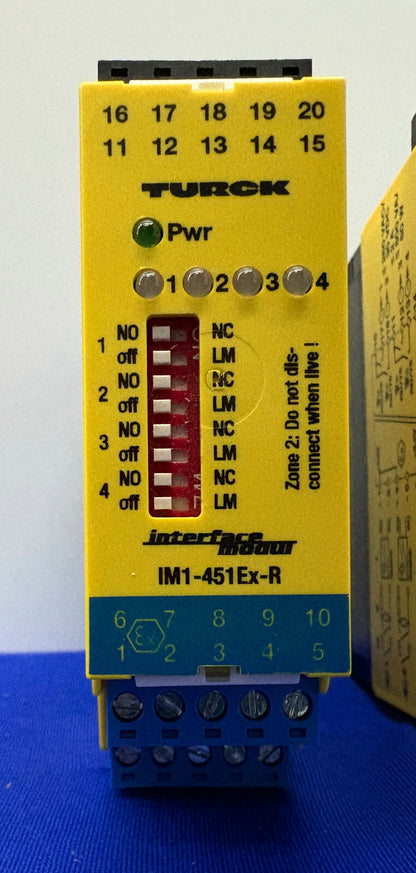 16 17 18 19 20
11 12 13 14 15
TURCK
Pwr
1 2 3 4
1 NO NC
off LM
2 NO NC
off LM
3 NO NC
off LM
4 NO NC
off LM
Zone 2: Do not dis-
connect when live !
interface
modul
IM1-451Ex-R
6 7 8 9 10
Ex
1 2 3 4 5